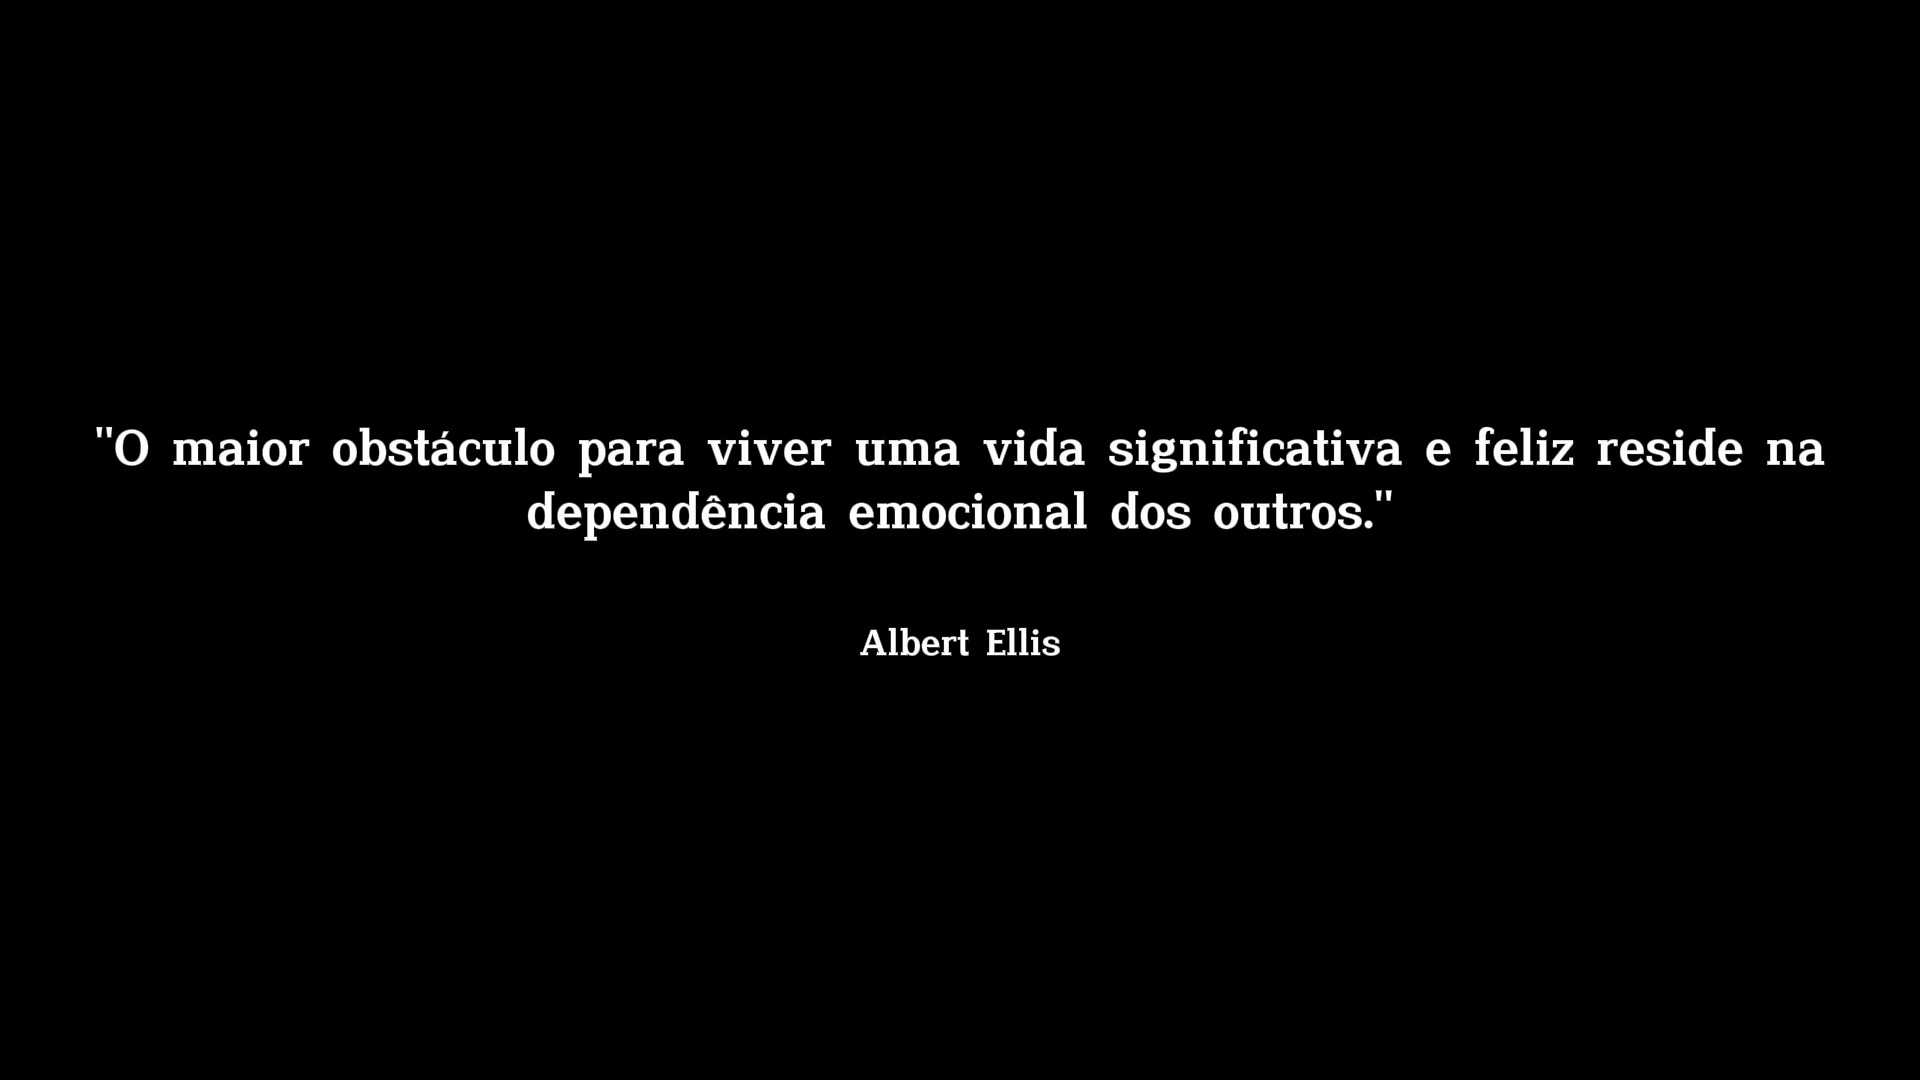 "O maior obstáculo para viver uma vida significativa e feliz reside na
dependência emocional dos outros."
Albert Ellis